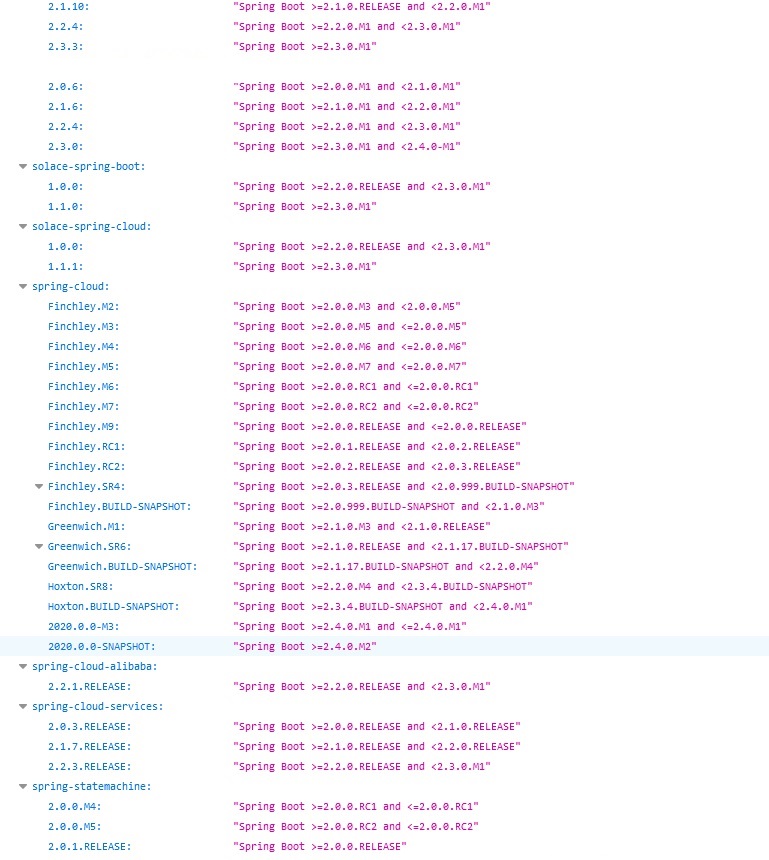 2.1.10: "Spring Boot >=2.1.0.RELEASE and <2.2.0.M1"
2.2.4: "Spring Boot >=2.2.0.M1 and <2.3.0.M1"
2.3.3: "Spring Boot >=2.3.0.M1"
2.0.6: "Spring Boot >=2.0.0.M1 and <2.1.0.M1"
2.1.6: "Spring Boot >=2.1.0.M1 and <2.2.0.M1"
2.2.4: "Spring Boot >=2.2.0.M1 and <2.3.0.M1"
2.3.0: "Spring Boot >=2.3.0.M1 and <2.4.0-M1"
solace-spring-boot:
1.0.0: "Spring Boot >=2.2.0.RELEASE and <2.3.0.M1"
1.1.0: "Spring Boot >=2.3.0.M1"
solace-spring-cloud:
1.0.0: "Spring Boot >=2.2.0.RELEASE and <2.3.0.M1"
1.1.1: "Spring Boot >=2.3.0.M1"
spring-cloud:
Finchley.M2: "Spring Boot >=2.0.0.M3 and <2.0.0.M5"
Finchley.M3: "Spring Boot >=2.0.0.M5 and <=2.0.0.M5"
Finchley.M4: "Spring Boot >=2.0.0.M6 and <=2.0.0.M6"
Finchley.M5: "Spring Boot >=2.0.0.M7 and <=2.0.0.M7"
Finchley.M6: "Spring Boot >=2.0.0.RC1 and <=2.0.0.RC1"
Finchley.M7: "Spring Boot >=2.0.0.RC2 and <=2.0.0.RC2"
Finchley.M9: "Spring Boot >=2.0.0.RELEASE and <=2.0.0.RELEASE"
Finchley.RC1: "Spring Boot >=2.0.1.RELEASE and <2.0.2.RELEASE"
Finchley.RC2: "Spring Boot >=2.0.2.RELEASE and <2.0.3.RELEASE"
Finchley.SR4: "Spring Boot >=2.0.3.RELEASE and <2.0.999.BUILD-SNAPSHOT"
Finchley.BUILD-SNAPSHOT: "Spring Boot >=2.0.999.BUILD-SNAPSHOT and <2.1.0.M3"
Greenwich.M1: "Spring Boot >=2.1.0.M3 and <2.1.0.RELEASE"
Greenwich.SR6: "Spring Boot >=2.1.0.RELEASE and <2.1.17.BUILD-SNAPSHOT"
Greenwich.BUILD-SNAPSHOT: "Spring Boot >=2.1.17.BUILD-SNAPSHOT and <2.2.0.M4"
Hoxton.SR8: "Spring Boot >=2.2.0.M4 and <2.3.4.BUILD-SNAPSHOT"
Hoxton.BUILD-SNAPSHOT: "Spring Boot >=2.3.4.BUILD-SNAPSHOT and <2.4.0.M1"
2020.0.0-M3: "Spring Boot >=2.4.0.M1 and <=2.4.0.M1"
2020.0.0-SNAPSHOT: "Spring Boot >=2.4.0.M2"
spring-cloud-alibaba:
2.2.1.RELEASE: "Spring Boot >=2.2.0.RELEASE and <2.3.0.M1"
spring-cloud-services:
2.0.3.RELEASE: "Spring Boot >=2.0.0.RELEASE and <2.1.0.RELEASE"
2.1.7.RELEASE: "Spring Boot >=2.1.0.RELEASE and <2.2.0.RELEASE"
2.2.3.RELEASE: "Spring Boot >=2.2.0.RELEASE and <2.3.0.M1"
spring-statemachine:
2.0.0.M4: "Spring Boot >=2.0.0.RC1 and <=2.0.0.RC1"
2.0.0.M5: "Spring Boot >=2.0.0.RC2 and <=2.0.0.RC2"
2.0.1.RELEASE: "Spring Boot >=2.0.0.RELEASE"